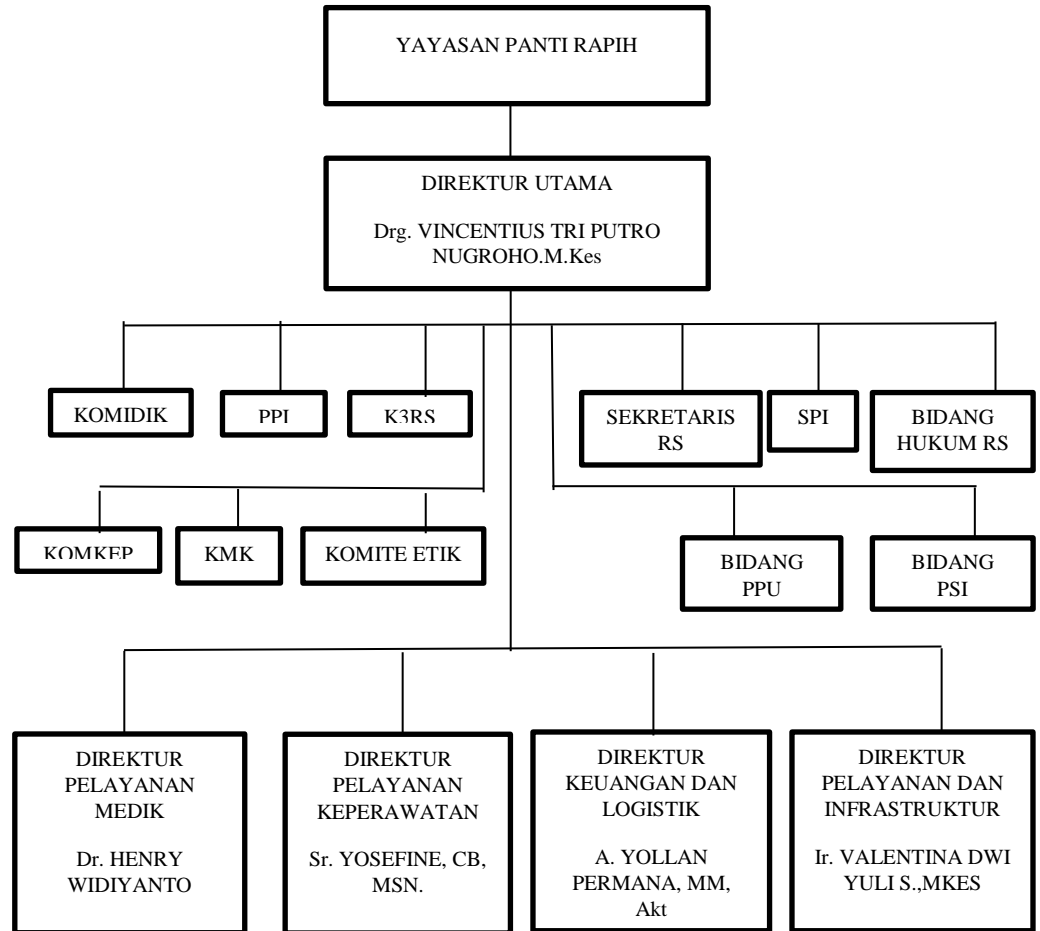 YAYASAN PANTI RAPIH
DIREKTUR UTAMA
Drg. VINCENTIUS TRI PUTRO
NUGROHO.M.Kes
KOMIDIK
PPI
K3RS
SEKRETARIS
RS
SPI
BIDANG
HUKUM RS
KOMKEP
KMK
KOMITE ETIK
BIDANG
PPU
BIDANG
PSI
DIREKTUR
PELAYANAN
MEDIK
Dr. HENRY
WIDIYANTO
DIREKTUR
PELAYANAN
KEPERAWATAN
Sr. YOSEFINE, CB,
MSN.
DIREKTUR
KEUANGAN DAN
LOGISTIK
A. YOLLAN
PERMANA, MM,
Akt
DIREKTUR
PELAYANAN DAN
INFRASTRUKTUR
Ir. VALENTINA DWI
YULI S.,MKES